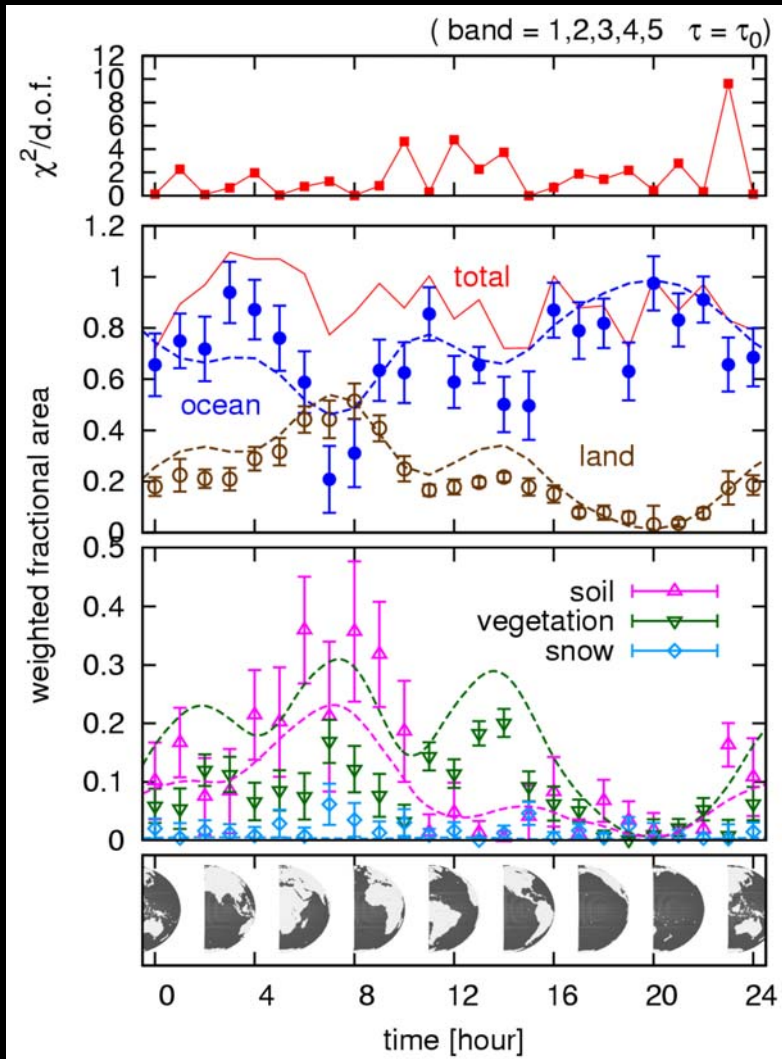 ( band = 1,2,3,4,5 τ = τ₀)
12
10
8
6
4
2
0
χ²/d.o.f.
1.2
1
0.8
0.6
0.4
0.2
0
total
ocean
land
weighted fractional area
0.5
0.4
0.3
0.2
0.1
0
soil
vegetation
snow
0 4 8 12 16 20 24
time [hour]